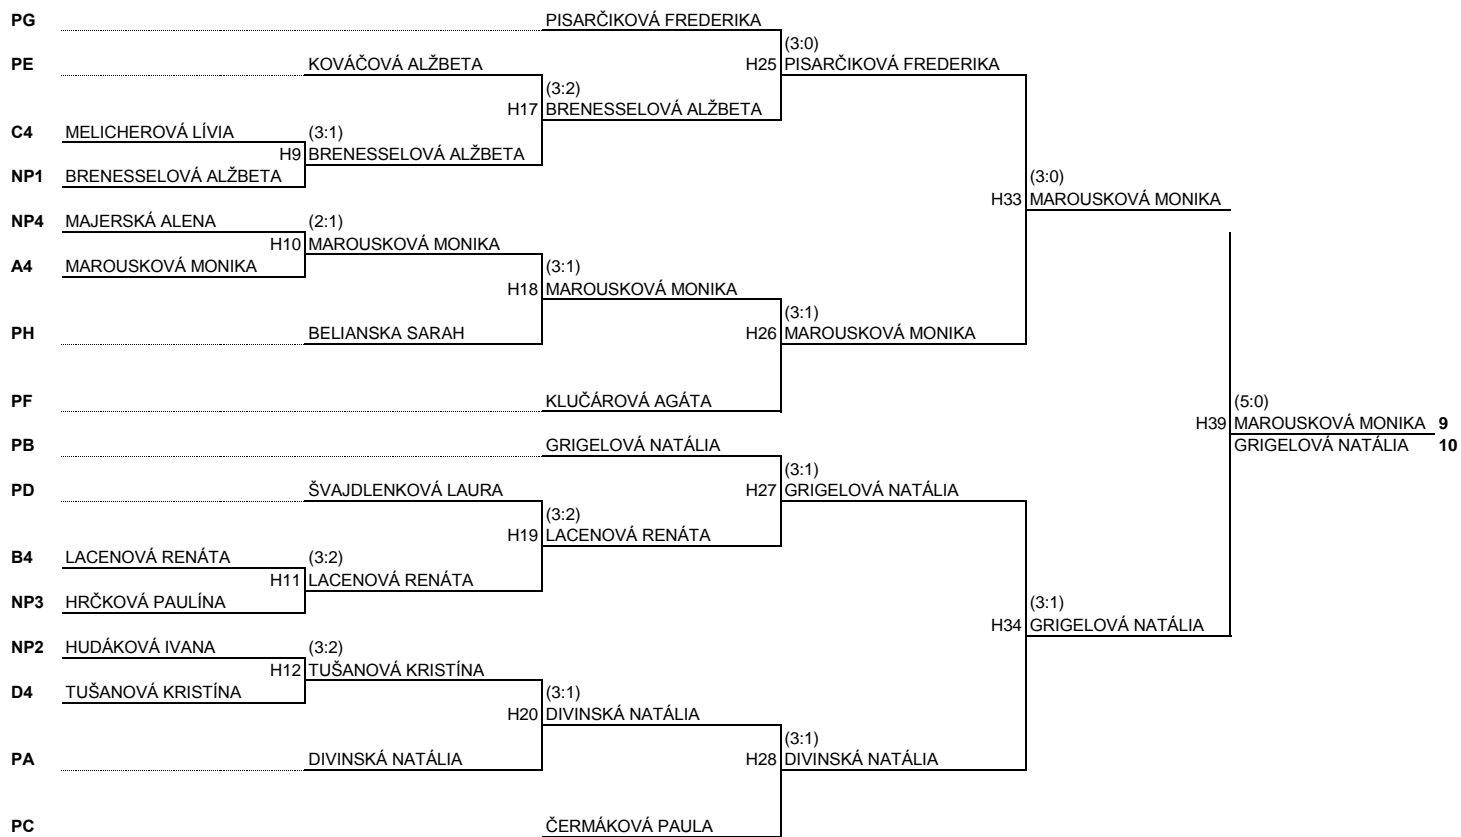 PG PISARČIKOVÁ FREDERIKA
(3:0)
PE KOVÁČOVÁ ALŽBETA H25 PISARČIKOVÁ FREDERIKA
(3:2)
H17 BRENESSELOVÁ ALŽBETA
C4 MELICHEROVÁ LÍVIA (3:1)
H9 BRENESSELOVÁ ALŽBETA
NP1 BRENESSELOVÁ ALŽBETA (3:0)
H33 MAROUSKOVÁ MONIKA
NP4 MAJERSKÁ ALENA (2:1)
H10 MAROUSKOVÁ MONIKA
A4 MAROUSKOVÁ MONIKA (3:1)
H18 MAROUSKOVÁ MONIKA
(3:1)
PH BELIANSKA SARAH H26 MAROUSKOVÁ MONIKA
PF KLUČÁROVÁ AGÁTA (5:0)
H39 MAROUSKOVÁ MONIKA 9
PB GRIGELOVÁ NATÁLIA GRIGELOVÁ NATÁLIA 10
(3:1)
PD ŠVAJDLENKOVÁ LAURA H27 GRIGELOVÁ NATÁLIA
(3:2)
H19 LACENOVÁ RENÁTA
B4 LACENOVÁ RENÁTA (3:2)
H11 LACENOVÁ RENÁTA
NP3 HRČKOVÁ PAULÍNA (3:1)
H34 GRIGELOVÁ NATÁLIA
NP2 HUDÁKOVÁ IVANA (3:2)
H12 TUŠANOVÁ KRISTÍNA
D4 TUŠANOVÁ KRISTÍNA (3:1)
H20 DIVINSKÁ NATÁLIA
(3:1)
PA DIVINSKÁ NATÁLIA H28 DIVINSKÁ NATÁLIA
PC ČERMÁKOVÁ PAULA